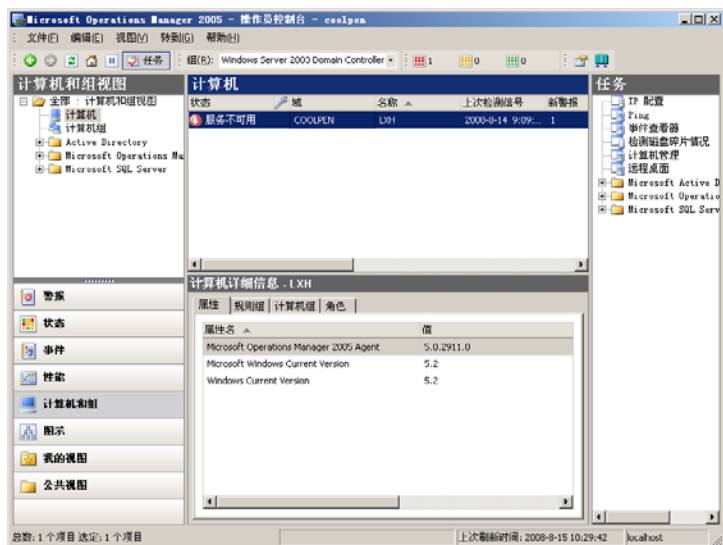 Microsoft Operations Manager 2005 - 操作员控制台 - coolpen
文件(F) 编辑(E) 视图(V) 转到(G) 帮助(H)
任务 组(R): Windows Server 2003 Domain Controller 1 0 0
计算机和组视图
全部 : 计算机和组视图
计算机
计算机组
Active Directory
Microsoft Operations Ma
Microsoft SQL Server
计算机
状态 域 名称 上次检测信号 新警报
服务不可用 COOLPEN LXH 2008-8-14 9:09:... 1
任务
IP 配置
Ping
事件查看器
检测磁盘碎片情况
计算机管理
远程桌面
Microsoft Active D
Microsoft Operatio
Microsoft SQL Serv
警报
状态
事件
性能
计算机和组
图示
我的视图
公共视图
计算机详细信息 - LXH
属性 规则组 计算机组 角色
属性名 值
Microsoft Operations Manager 2005 Agent 5.0.2911.0
Microsoft Windows Current Version 5.2
Windows Current Version 5.2
总数: 1 个项目 选定: 1 个项目
上次刷新时间: 2008-8-15 10:29:42 localhost